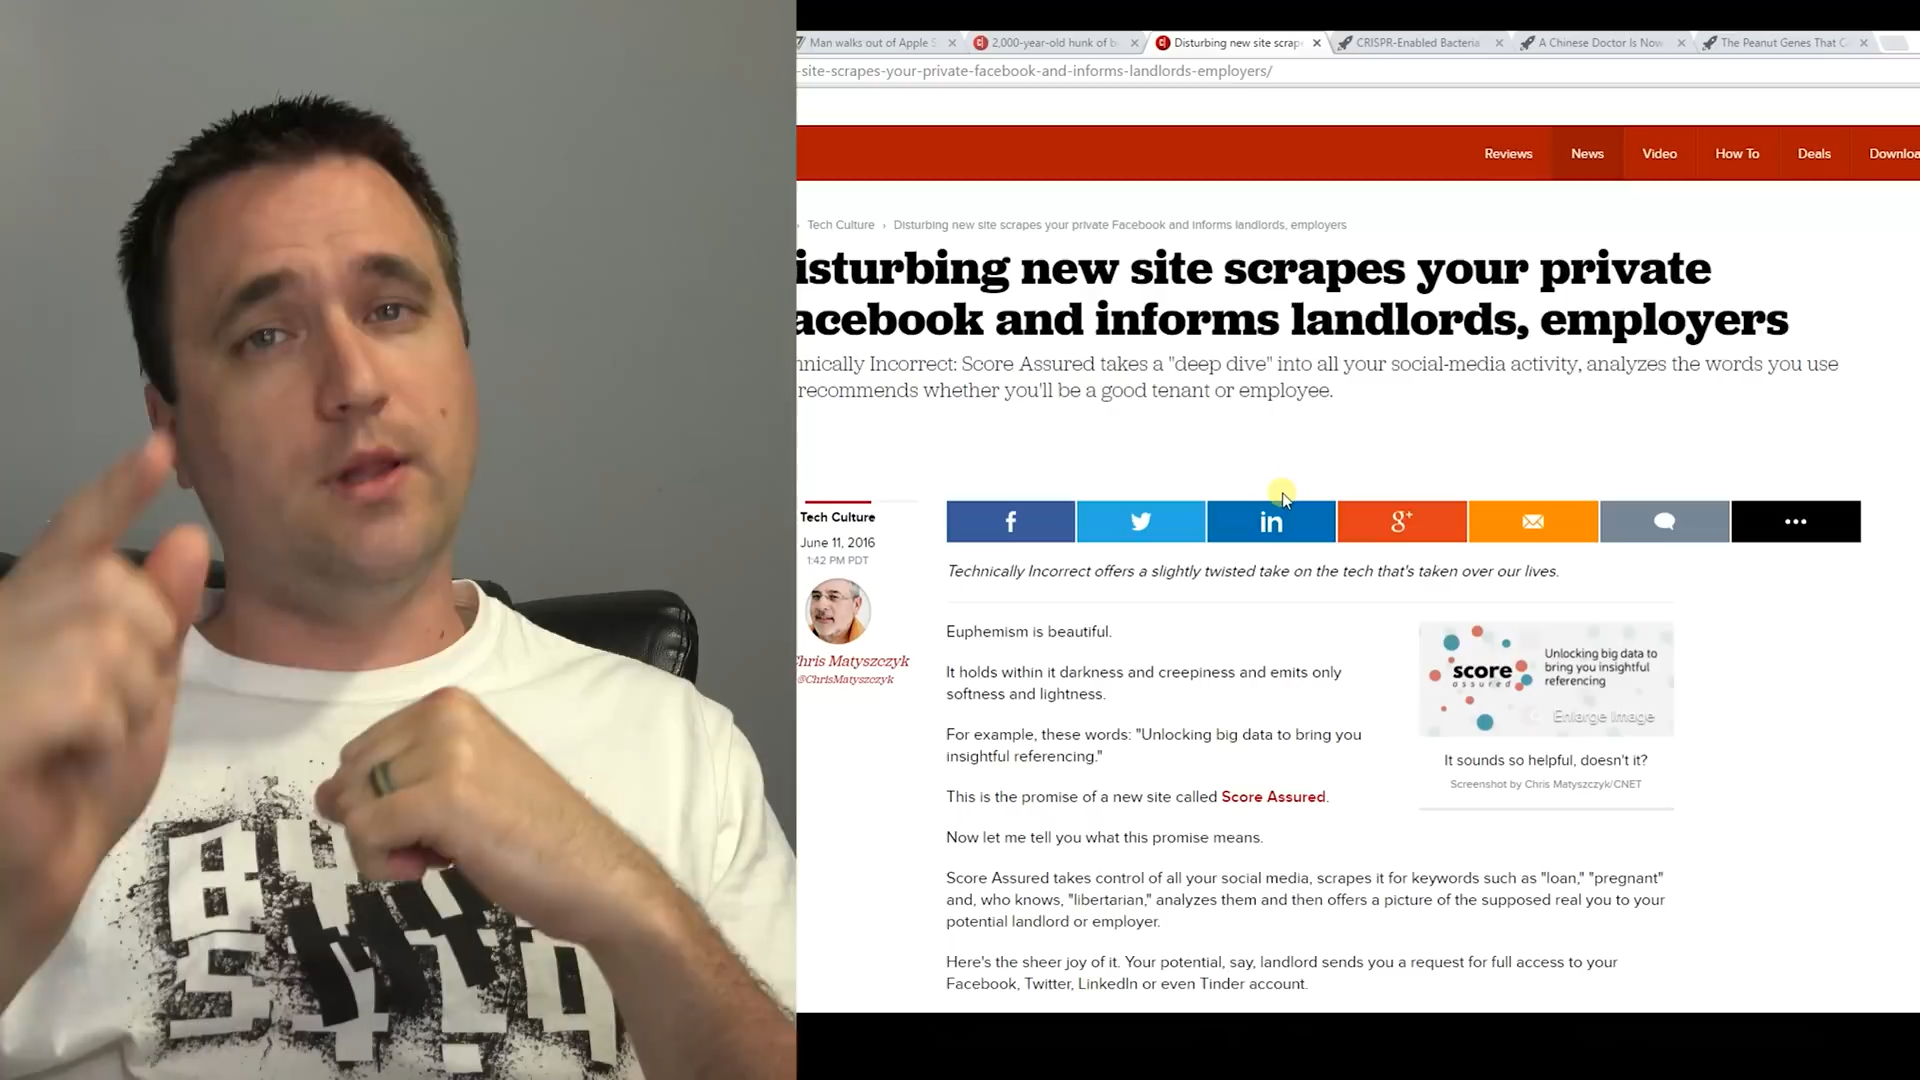 Man walks out of Apple S
2,000-year-old hunk of b
Disturbing new site scrap
CRISPR-Enabled Bacteria
A Chinese Doctor Is Now
The Peanut Genes That C
-site-scrapes-your-private-facebook-and-informs-landlords-employers/
Reviews
News
Video
How To
Deals
Downloa
Tech Culture › Disturbing new site scrapes your private Facebook and informs landlords, employers
isturbing new site scrapes your private
acebook and informs landlords, employers
hnically Incorrect: Score Assured takes a "deep dive" into all your social-media activity, analyzes the words you use
recommends whether you'll be a good tenant or employee.
Tech Culture
June 11, 2016
1:42 PM PDT
hris Matyszczyk
@ChrisMatyszczyk
f
in
g+
Technically Incorrect offers a slightly twisted take on the tech that's taken over our lives.
Euphemism is beautiful.
It holds within it darkness and creepiness and emits only
softness and lightness.
For example, these words: "Unlocking big data to bring you
insightful referencing."
This is the promise of a new site called Score Assured.
Now let me tell you what this promise means.
score
assured
Unlocking big data to
bring you insightful
referencing
Enlarge Image
It sounds so helpful, doesn't it?
Screenshot by Chris Matyszczyk/CNET
Score Assured takes control of all your social media, scrapes it for keywords such as "loan," "pregnant"
and, who knows, "libertarian," analyzes them and then offers a picture of the supposed real you to your
potential landlord or employer.
Here's the sheer joy of it. Your potential, say, landlord sends you a request for full access to your
Facebook, Twitter, LinkedIn or even Tinder account.